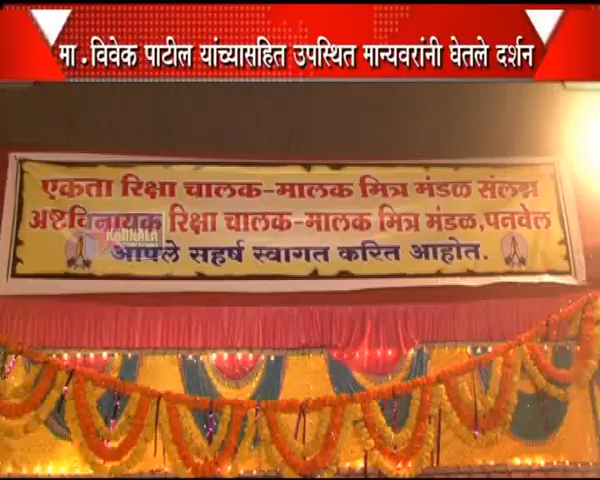 मा. विवेक पाटील यांच्यासहित उपस्थित मान्यवरांनी घेतले दर्शन
एकता रिक्षा चालक-मालक मित्र मंडळ संलग्न
अष्टविनायक रिक्षा चालक-मालक मित्र मंडळ,पनवेल
KARNALA
आपले सहर्ष स्वागत करित आहोत.